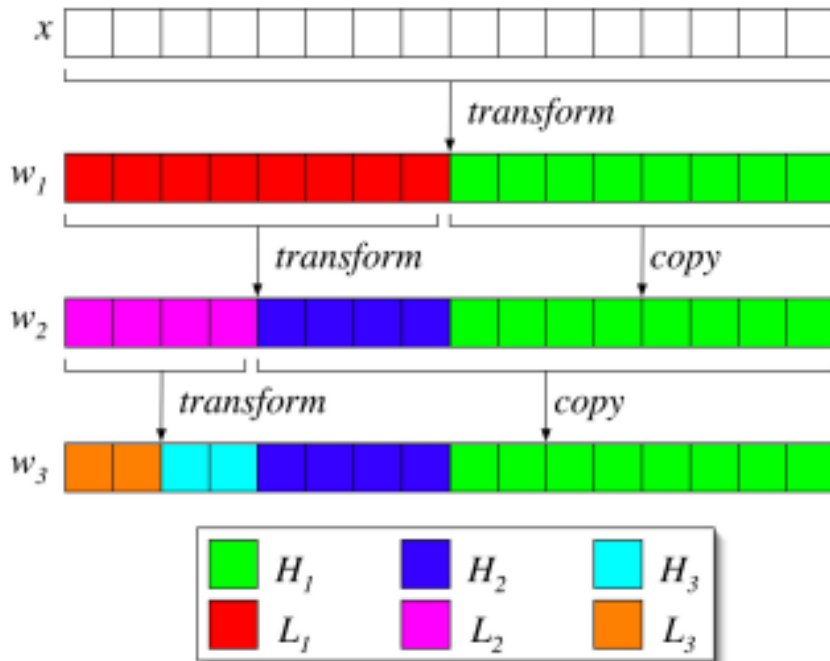 x
transform
w1
transform copy
w2
transform copy
w3
H1 H2 H3
L1 L2 L3